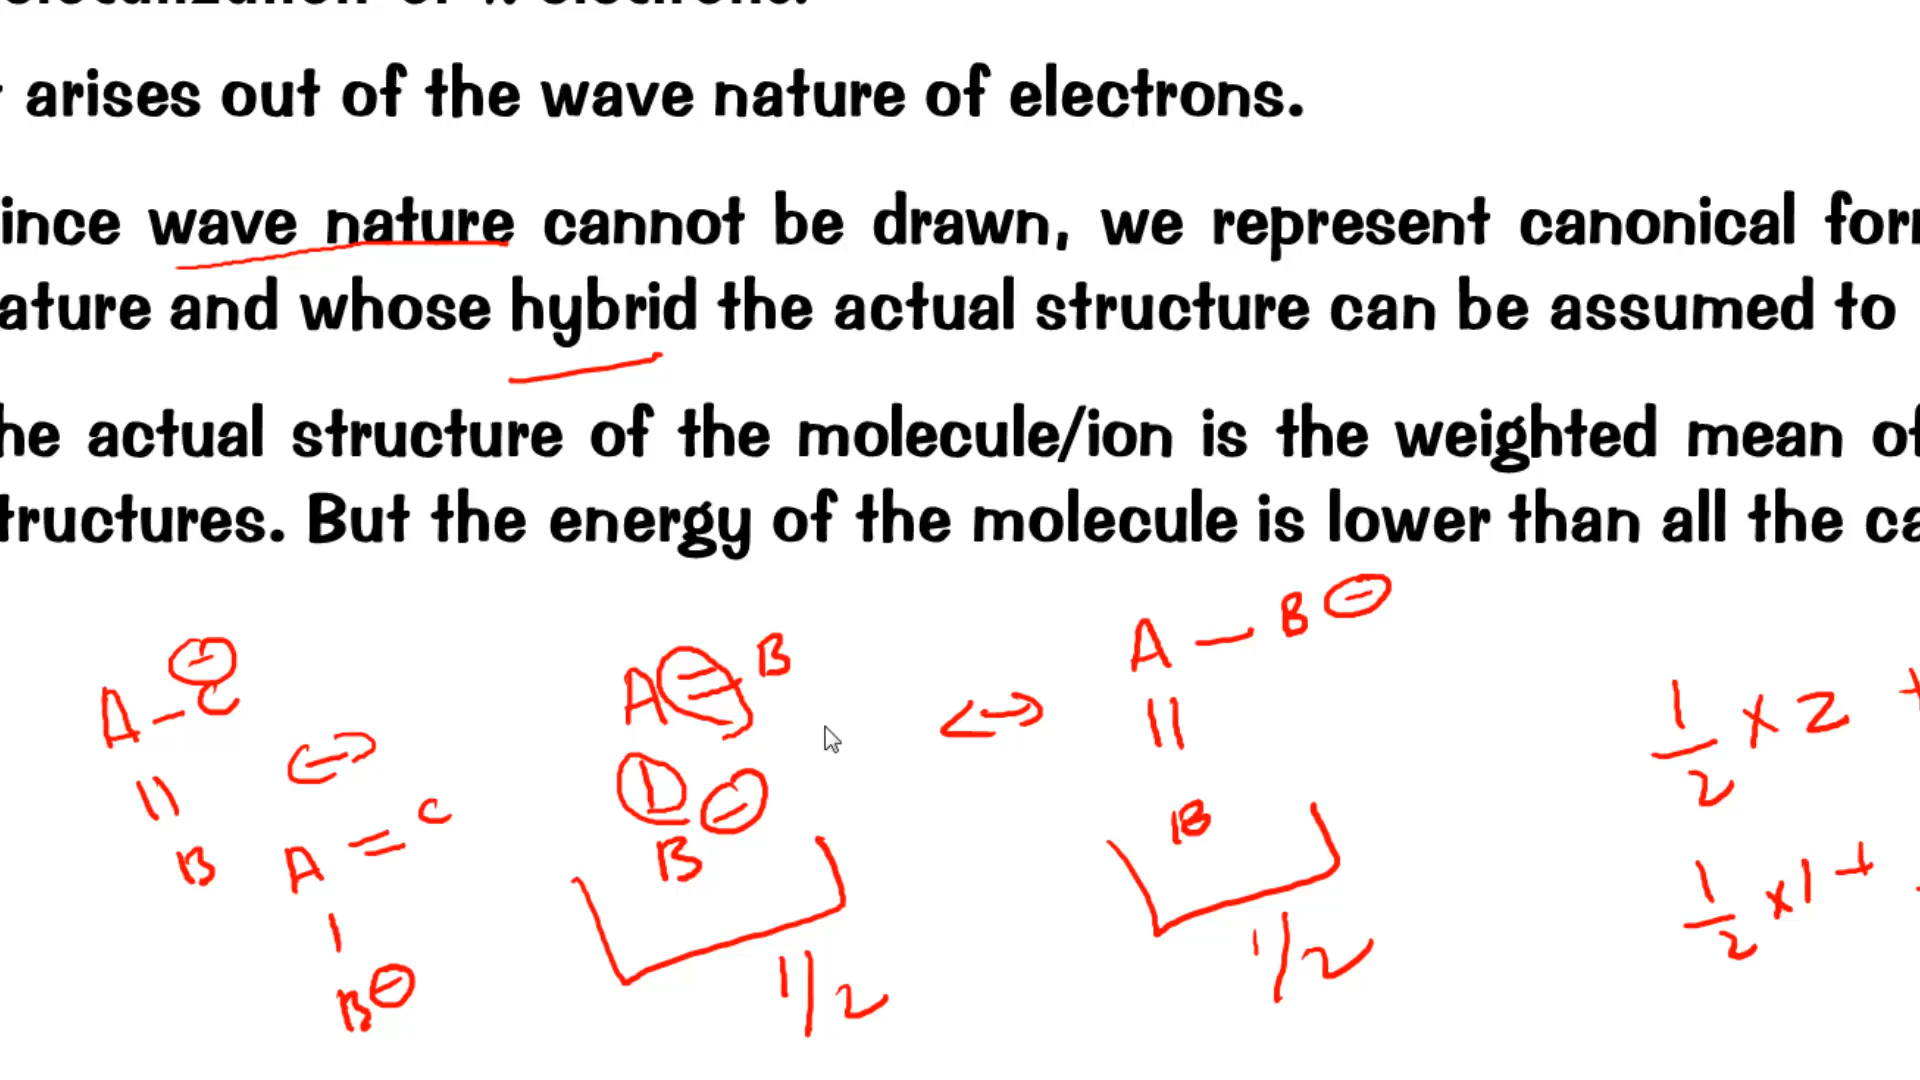 arises out of the wave nature of electrons.
ince wave nature cannot be drawn, we represent canonical for
ature and whose hybrid the actual structure can be assumed to
he actual structure of the molecule/ion is the weighted mean of
tructures. But the energy of the molecule is lower than all the ca
A - B ⊖
A = B
A - C ⊖
<->
<->
||
1/2 × 2 +
||
1 ⊖
B
B
A = C
B
B
1/2 × 1 +
|
B ⊖
1/2
1/2